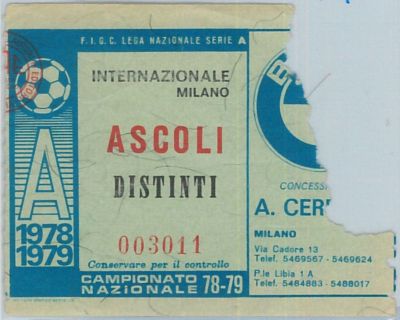 F.I.G.C. LEGA NAZIONALE SERIE A
INTERNAZIONALE
MILANO
ASCOLI
DISTINTI
003011
Conservare per il controllo
CAMPIONATO
NAZIONALE 78-79
A
1978
1979
CONCESSI
A. CER
MILANO
Via Cadore 13
Telef. 5469567 - 5469624
P.le Libia 1 A
Telef. 5484883 - 5488017